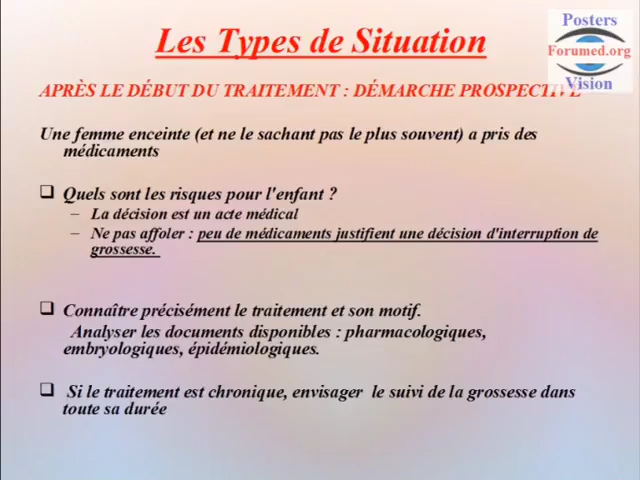 Les Types de Situation
Posters
Forumed.org
Vision
APRÈS LE DÉBUT DU TRAITEMENT : DÉMARCHE PROSPECTIVE
Une femme enceinte (et ne le sachant pas le plus souvent) a pris des
médicaments
Quels sont les risques pour l'enfant ?
– La décision est un acte médical
– Ne pas affoler : peu de médicaments justifient une décision d'interruption de
grossesse.
Connaître précisément le traitement et son motif.
Analyser les documents disponibles : pharmacologiques,
embryologiques, épidémiologiques.
Si le traitement est chronique, envisager le suivi de la grossesse dans
toute sa durée